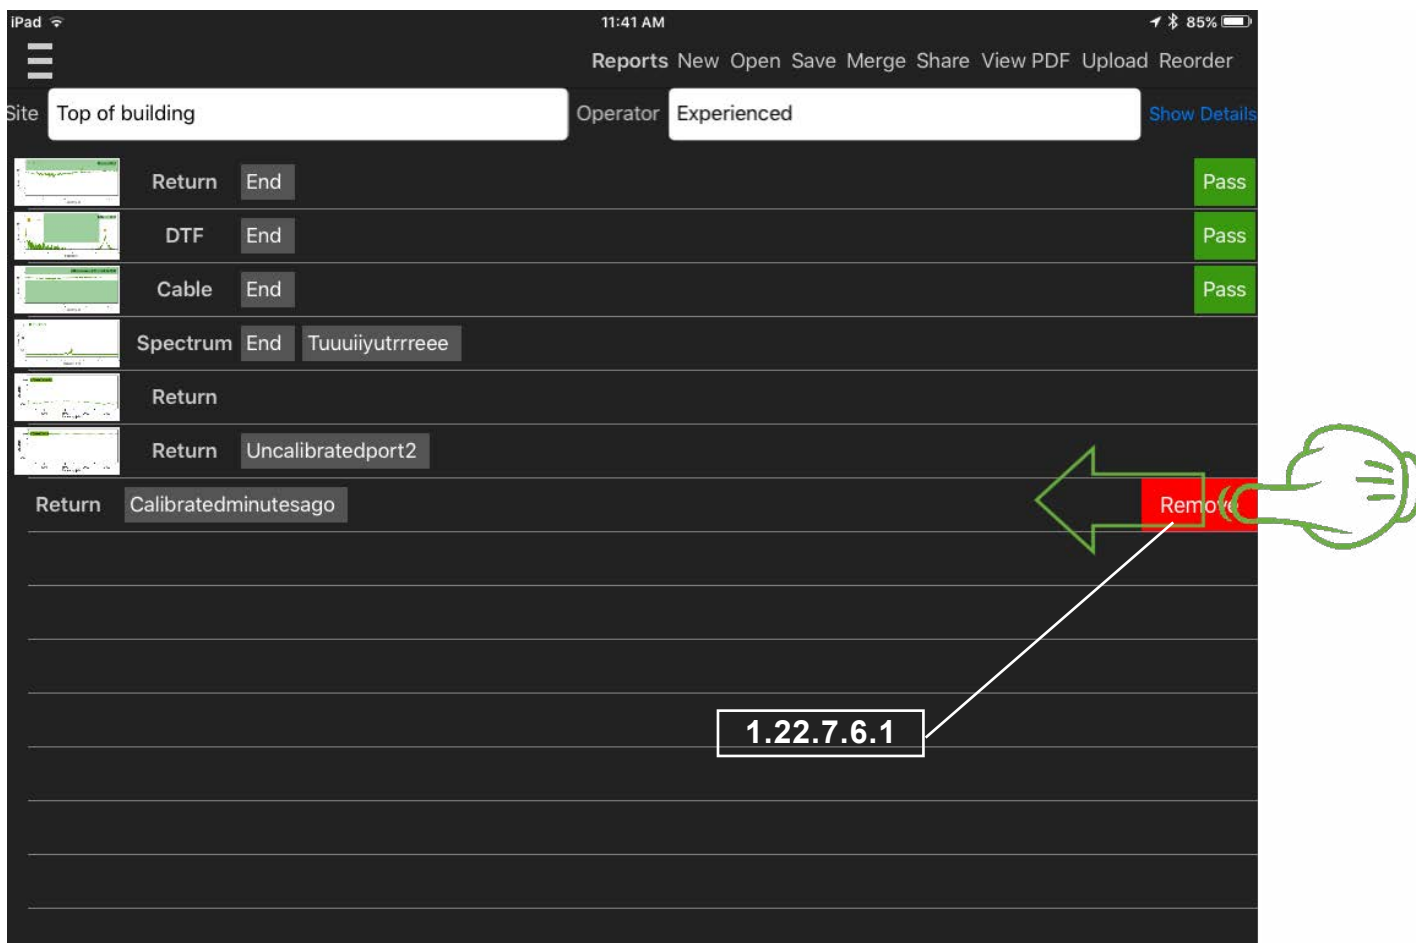 iPad 11:41 AM 85%
Reports New Open Save Merge Share View PDF Upload Reorder
Site Top of building Operator Experienced Show Details
Return End Pass
DTF End Pass
Cable End Pass
Spectrum End Tuuuiiyutrrreee
Return
Return Uncalibratedport2
Return Calibratedminutesago Remove
1.22.7.6.1